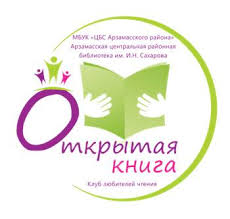 МБУК «ЦБС Арзамасского района»
Арзамасская центральная районная
библиотека им. И.Н. Сахарова
Открытая
книга
Клуб любителей чтения